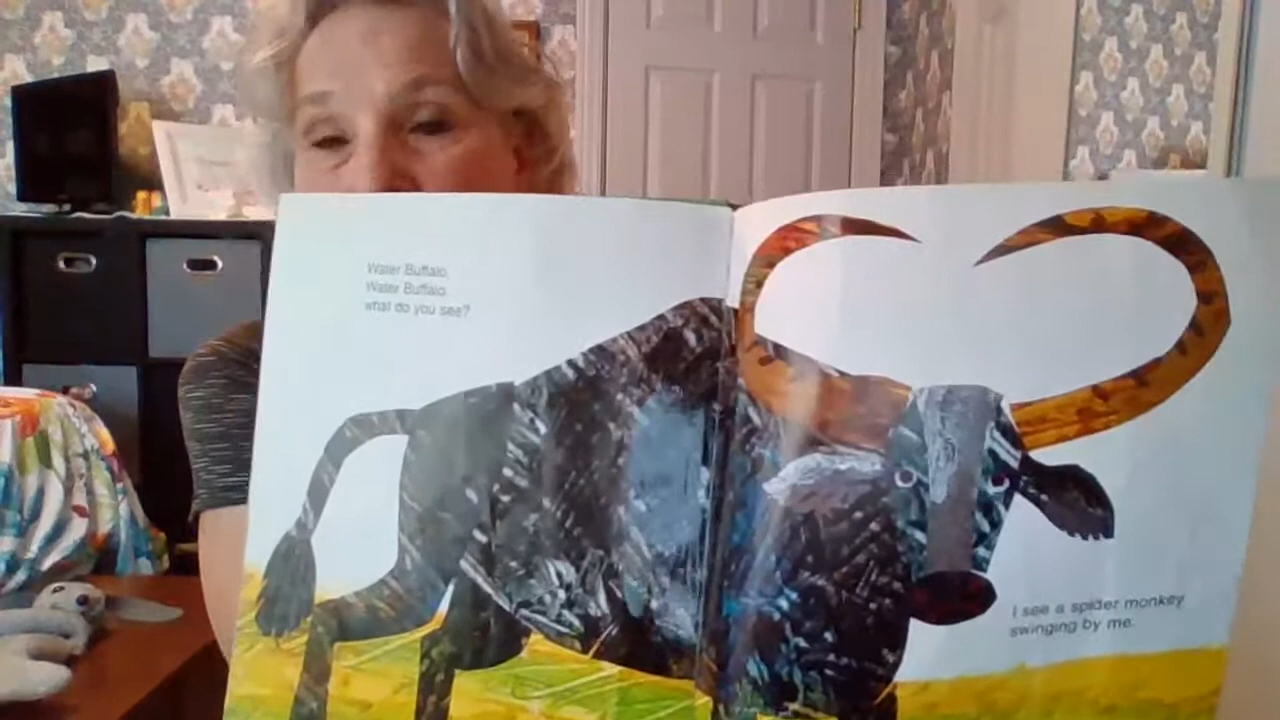 Water Buffalo,
Water Buffalo,
what do you see?
I see a spider monkey
swinging by me.